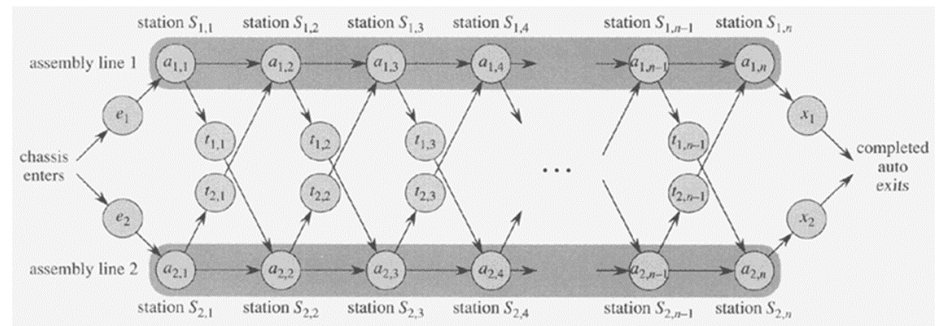 station S1,1 station S1,2 station S1,3 station S1,4 station S1,n−1 station S1,n
assembly line 1 a1,1 a1,2 a1,3 a1,4 a1,n−1 a1,n
e1 x1
t1,1 t1,2 t1,3 t1,n−1
chassis
enters
completed
auto
exits
...
t2,1 t2,2 t2,3 t2,n−1
e2 x2
assembly line 2 a2,1 a2,2 a2,3 a2,4 a2,n−1 a2,n
station S2,1 station S2,2 station S2,3 station S2,4 station S2,n−1 station S2,n